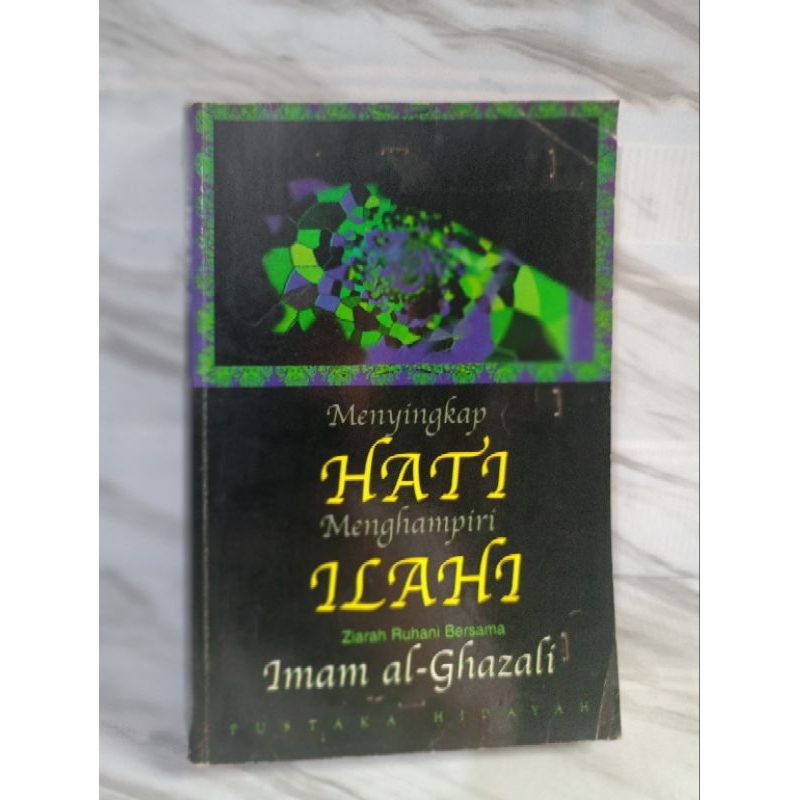 Menyingkap
HATI
Menghampiri
ILAHI
Ziarah Ruhani Bersama
Imam al-Ghazali
PUSTAKA HIDAYAH